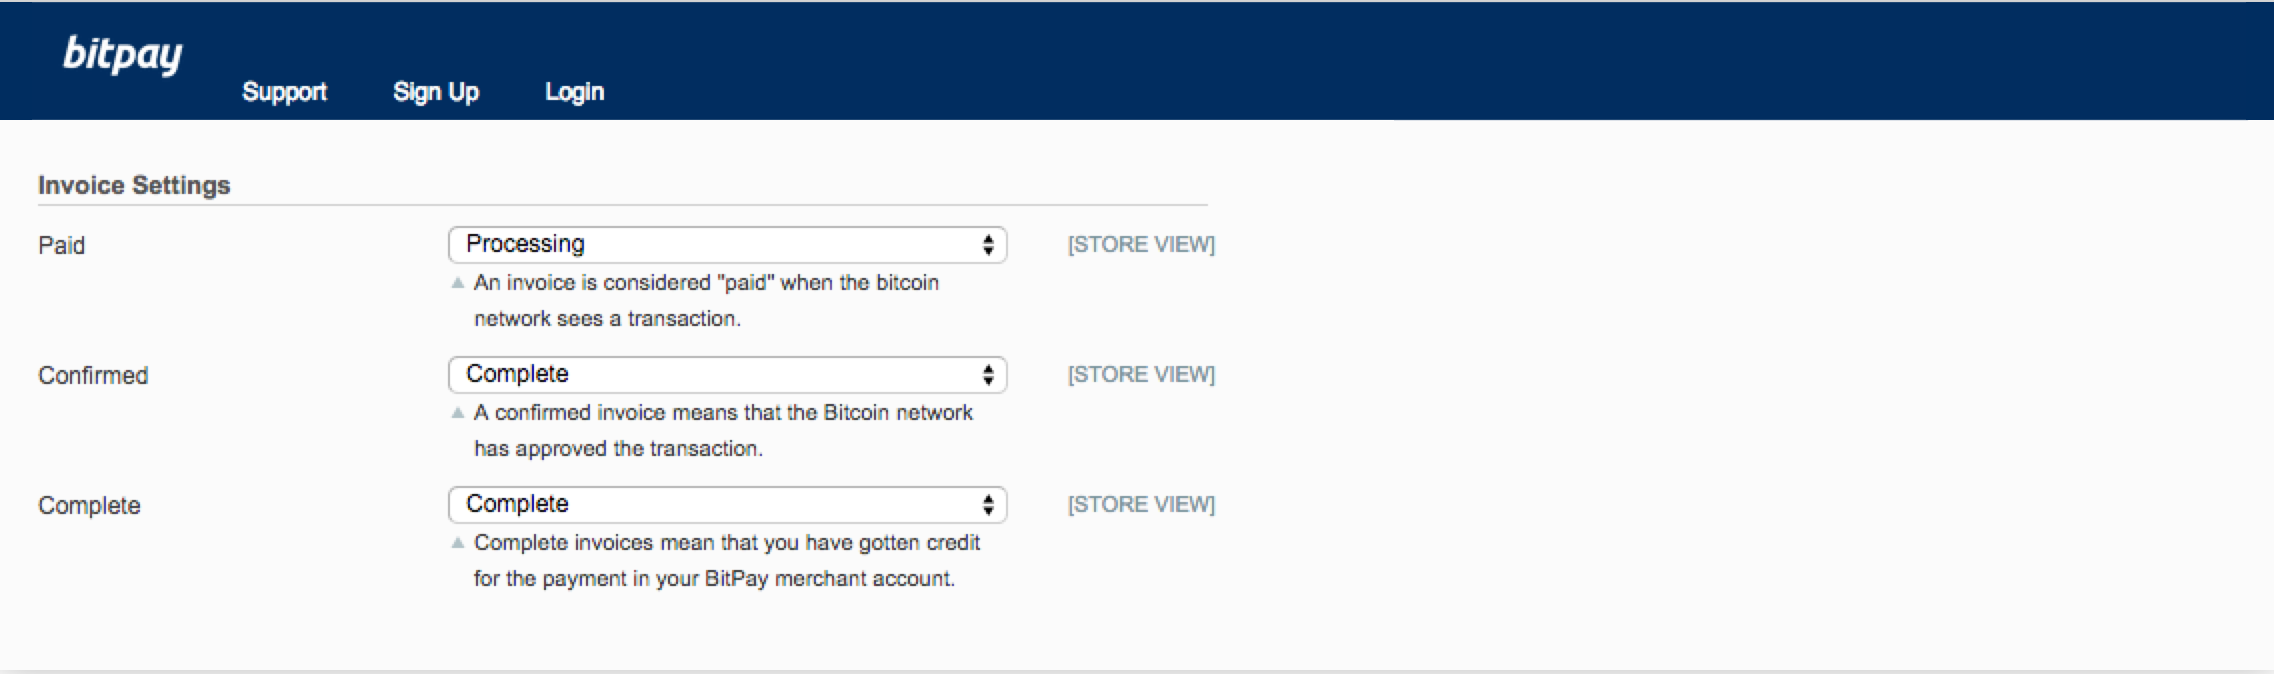 bitpay
Support Sign Up Login
Invoice Settings
Paid Processing [STORE VIEW]
An invoice is considered "paid" when the bitcoin
network sees a transaction.
Confirmed Complete [STORE VIEW]
A confirmed invoice means that the Bitcoin network
has approved the transaction.
Complete Complete [STORE VIEW]
Complete invoices mean that you have gotten credit
for the payment in your BitPay merchant account.